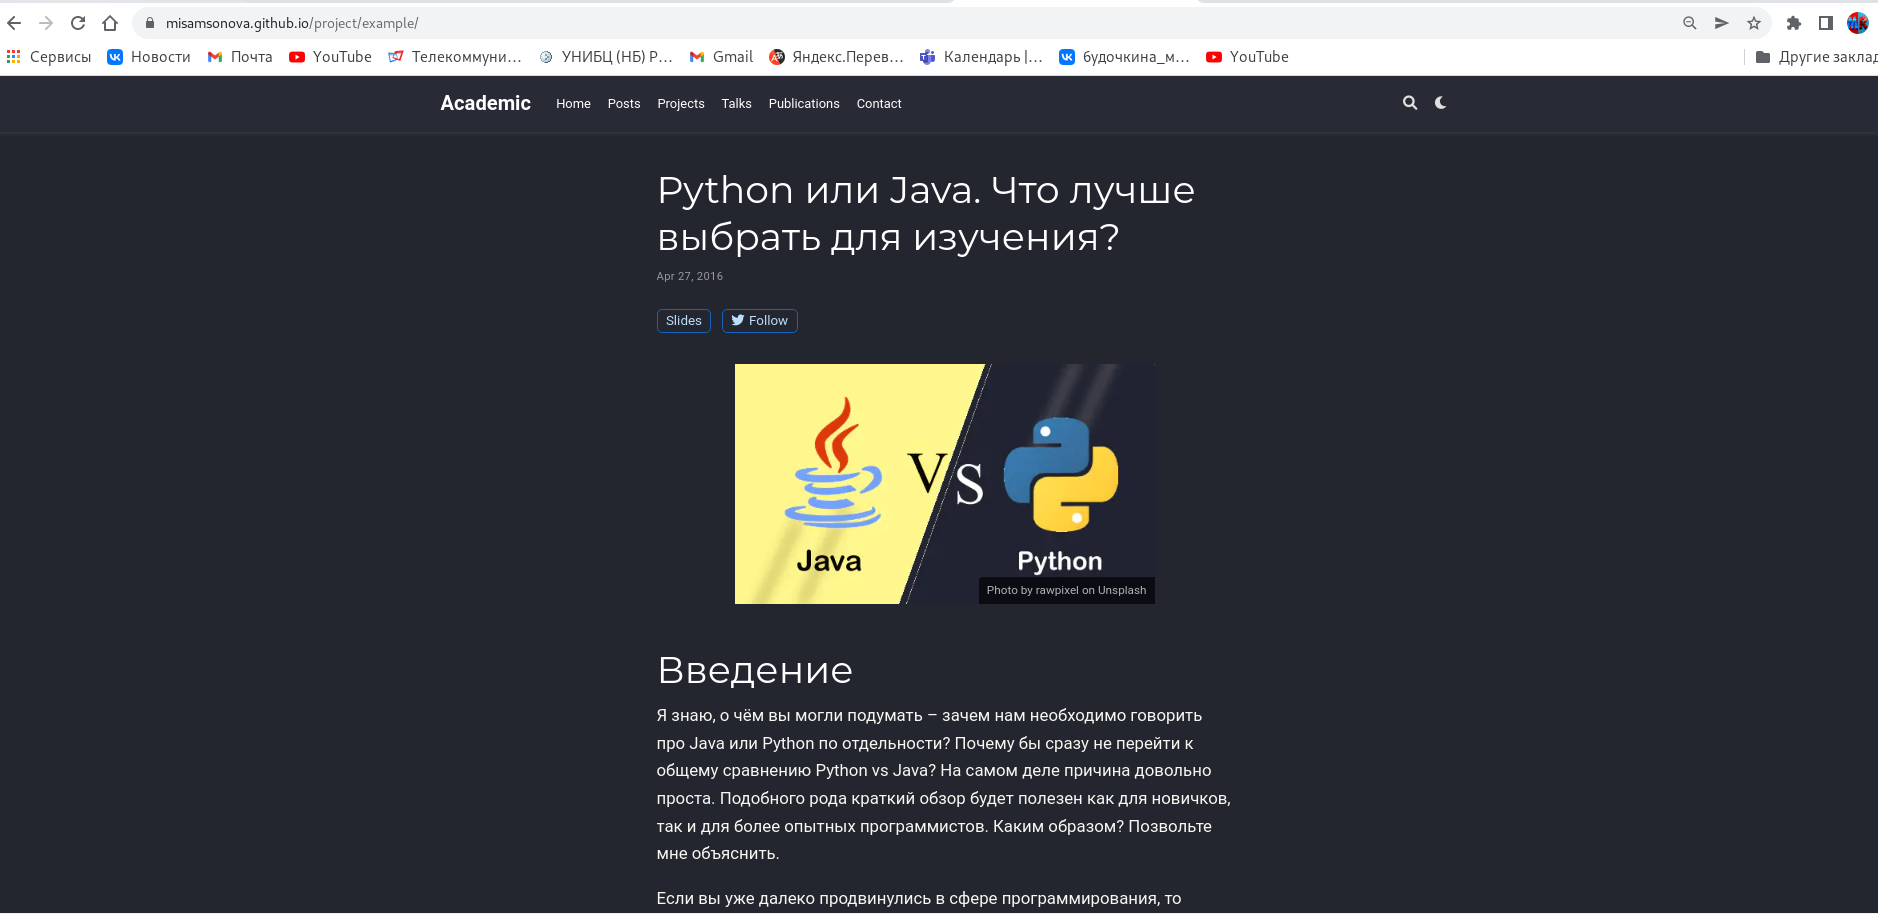 misamsonova.github.io/project/example/
Сервисы Новости Почта YouTube Телекоммуни... УНИБЦ (НБ) Р... Gmail Яндекс.Перев... Календарь |... будочкина_м... YouTube Другие заклад
Academic Home Posts Projects Talks Publications Contact
Python или Java. Что лучше
выбрать для изучения?
Apr 27, 2016
Slides Follow
VS
Java Python
Photo by rawpixel on Unsplash
Введение
Я знаю, о чём вы могли подумать – зачем нам необходимо говорить
про Java или Python по отдельности? Почему бы сразу не перейти к
общему сравнению Python vs Java? На самом деле причина довольно
проста. Подобного рода краткий обзор будет полезен как для новичков,
так и для более опытных программистов. Каким образом? Позвольте
мне объяснить.
Если вы уже далеко продвинулись в сфере программирования, то